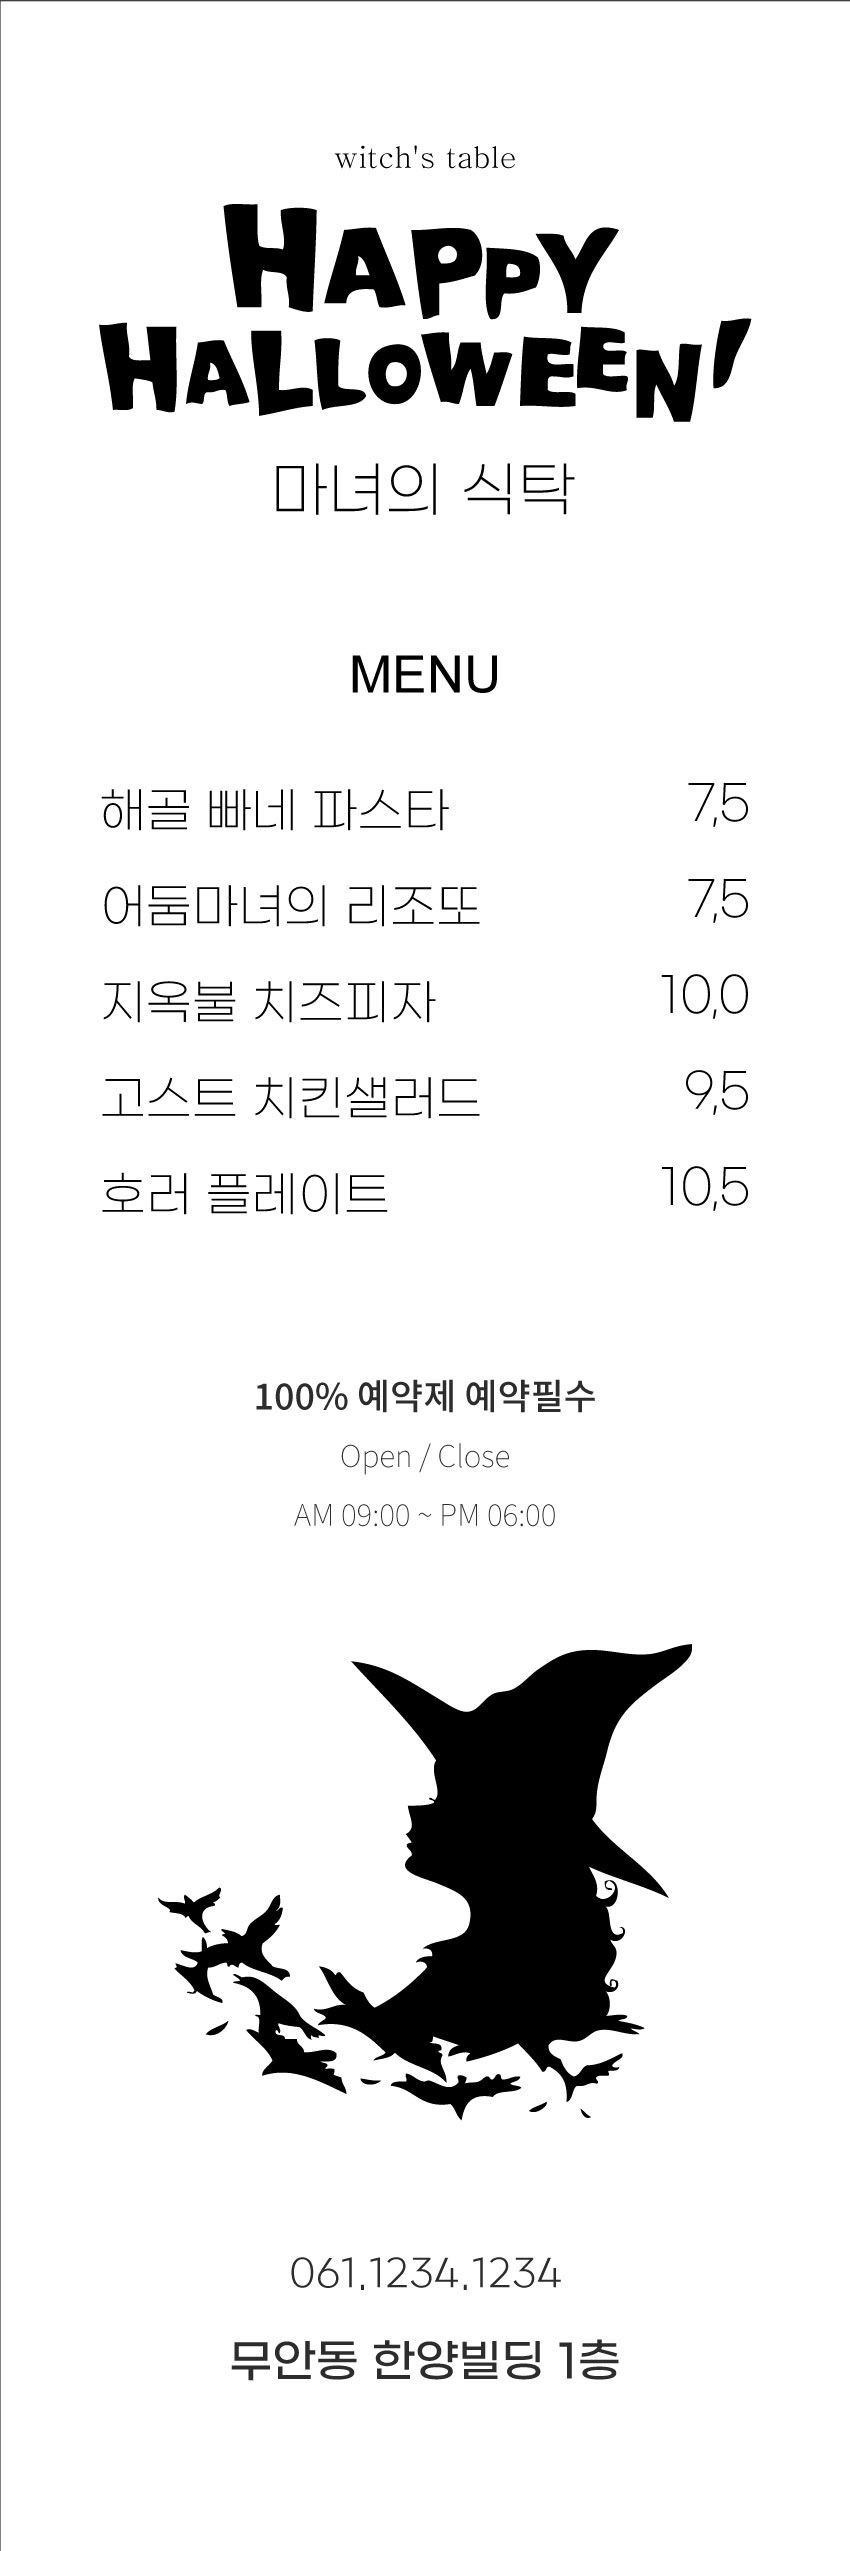 witch's table
HAPPY
HALLOWEEN'
마녀의 식탁
MENU
해골 빠네 파스타 7,5
어둠마녀의 리조또 7,5
지옥불 치즈피자 10,0
고스트 치킨샐러드 9,5
호러 플레이트 10,5
100% 예약제 예약필수
Open / Close
AM 09:00 ~ PM 06:00
061.1234.1234
무안동 한양빌딩 1층